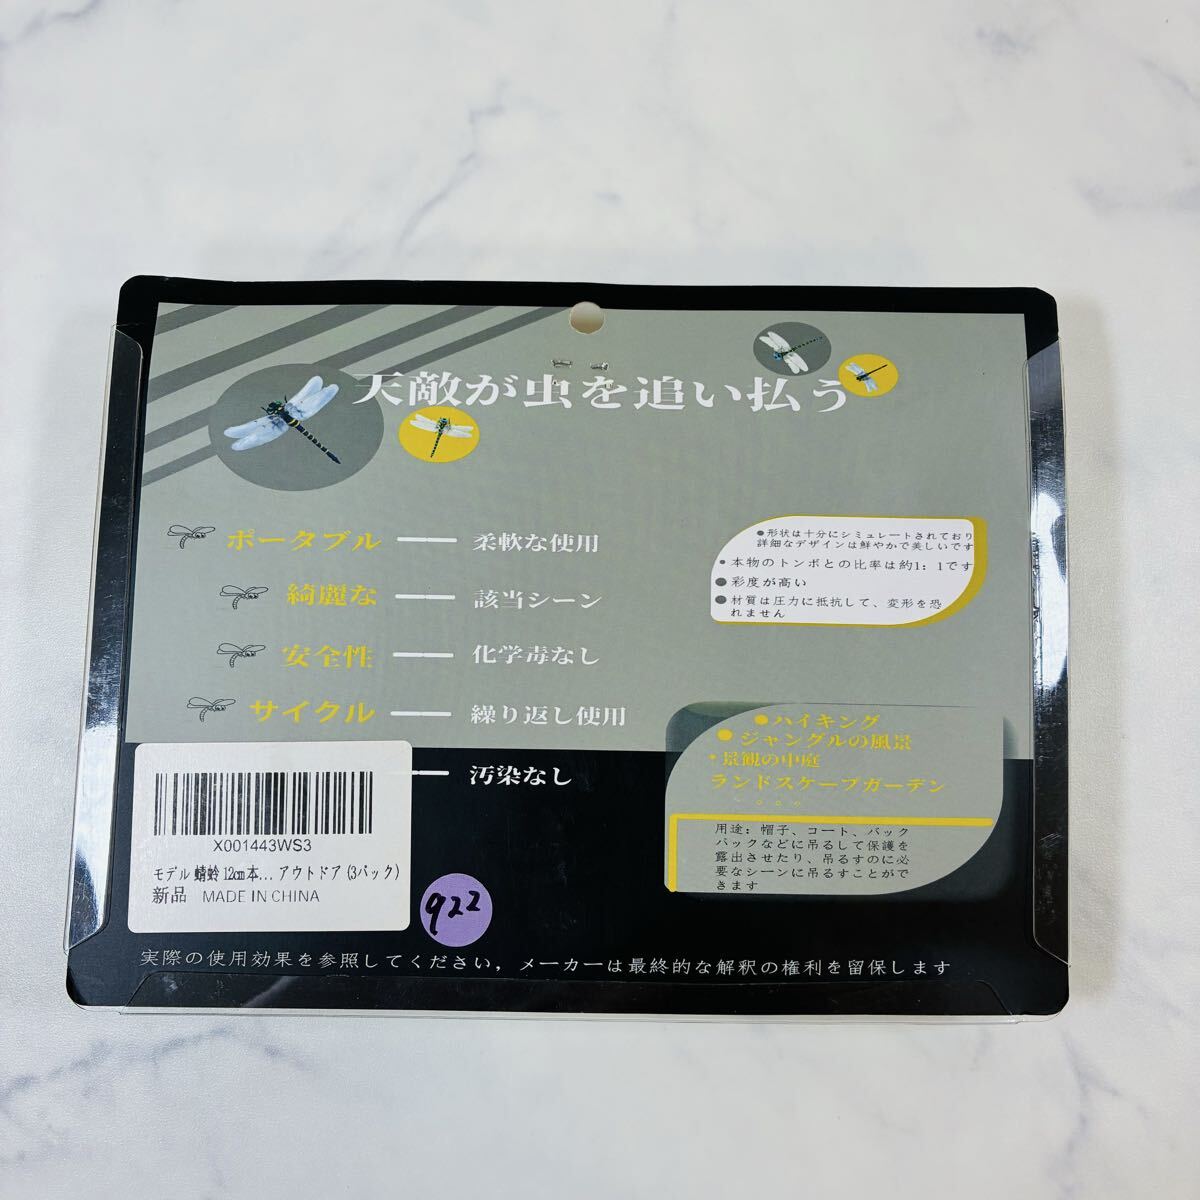 天敵が虫を追い払う
ポータブル 柔軟な使用
綺麗な 該当シーン
安全性 化学毒なし
サイクル 繰り返し使用
汚染なし
●形状は十分にシミュレートされており
詳細なデザインは鮮やかで美しいです
●本物のトンボとの比率は約1：1です
●彩度が高い
●材質は圧力に抵抗して、変形を恐
れません
●ハイキング
●ジャングルの風景
・景観の中庭
ランドスケープガーデン
。。。
用途：帽子、コート、バック
パックなどに吊るして保護を
露出させたり、吊るすのに必
要なシーンに吊るすことがで
きます
X001443WS3
モデル 蜻蛉 12cm本... アウトドア (3パック)
新品 MADE IN CHINA
922
実際の使用効果を参照してください，メーカーは最終的な解釈の権利を留保します